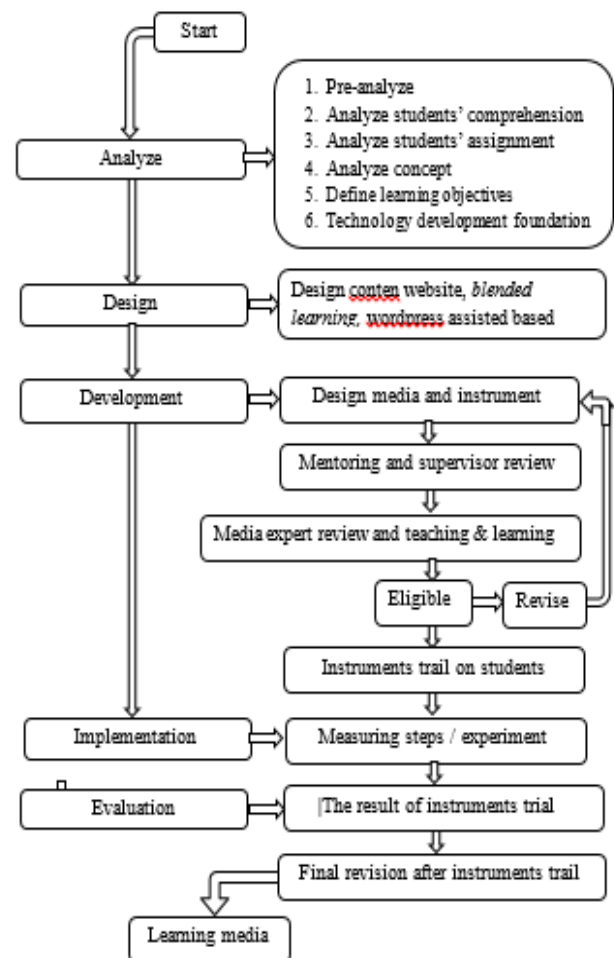 Start
Analyze
1. Pre-analyze
2. Analyze students’ comprehension
3. Analyze students’ assignment
4. Analyze concept
5. Define learning objectives
6. Technology development foundation
Design
Design conten website, blended
learning, wordpress assisted based
Development
Design media and instrument
Mentoring and supervisor review
Media expert review and teaching & learning
Eligible
Revise
Instruments trail on students
Implementation
Measuring steps / experiment
Evaluation
|The result of instruments trial
Final revision after instruments trail
Learning media